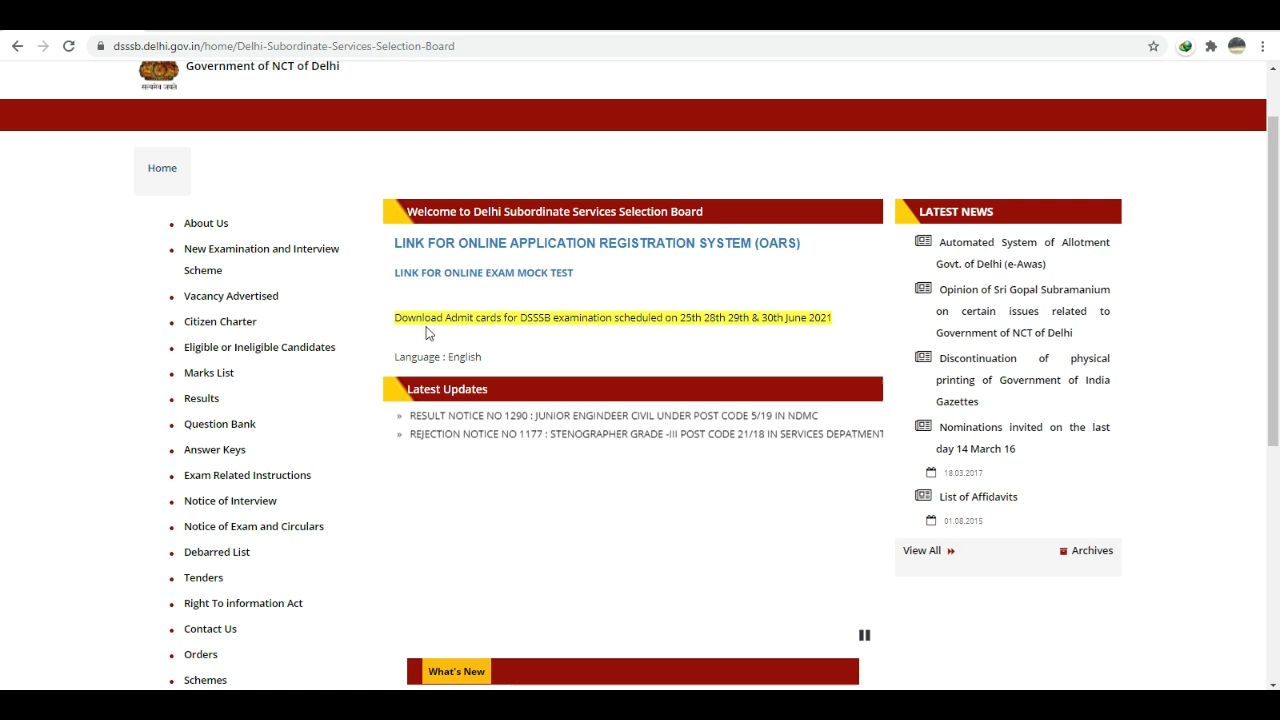 dsssb.delhi.gov.in/home/Delhi-Subordinate-Services-Selection-Board
Government of NCT of Delhi
सत्यमेव जयते
Home
About Us
New Examination and Interview
Scheme
Vacancy Advertised
Citizen Charter
Eligible or Ineligible Candidates
Marks List
Results
Question Bank
Answer Keys
Exam Related Instructions
Notice of Interview
Notice of Exam and Circulars
Debarred List
Tenders
Right To information Act
Contact Us
Orders
Schemes
Welcome to Delhi Subordinate Services Selection Board
LINK FOR ONLINE APPLICATION REGISTRATION SYSTEM (OARS)
LINK FOR ONLINE EXAM MOCK TEST
Download Admit cards for DSSSB examination scheduled on 25th 28th 29th & 30th June 2021
Language : English
Latest Updates
» RESULT NOTICE NO 1290 : JUNIOR ENGINDEER CIVIL UNDER POST CODE 5/19 IN NDMC
» REJECTION NOTICE NO 1177 : STENOGRAPHER GRADE -III POST CODE 21/18 IN SERVICES DEPATMENT
What's New
LATEST NEWS
Automated System of Allotment
Govt. of Delhi (e-Awas)
Opinion of Sri Gopal Subramanium
on certain issues related to
Government of NCT of Delhi
Discontinuation of physical
printing of Government of India
Gazettes
Nominations invited on the last
day 14 March 16
18.03.2017
List of Affidavits
01.08.2015
View All
Archives